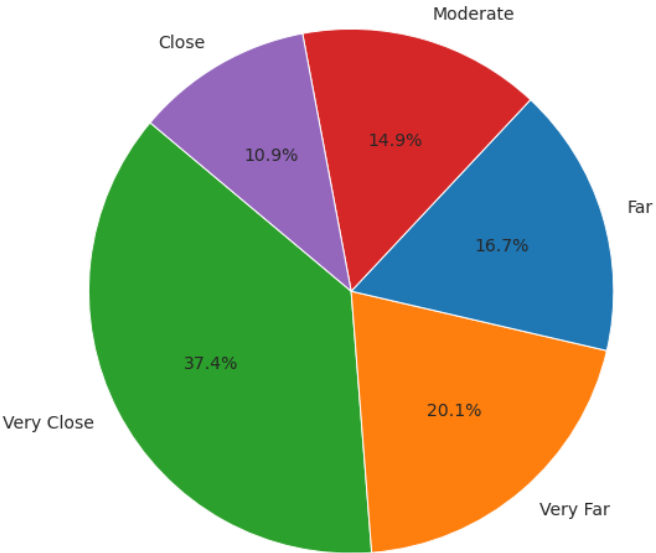 Moderate
Close
14.9%
10.9%
Far
16.7%
37.4%
20.1%
Very Close
Very Far